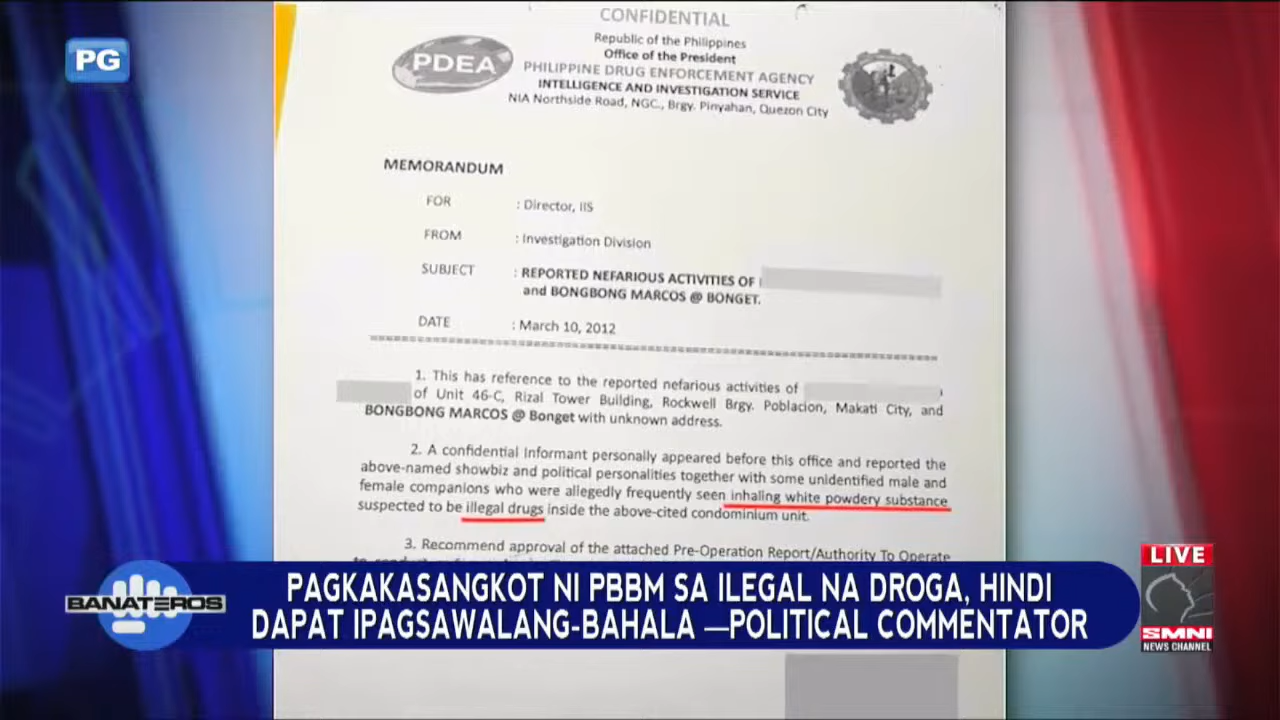 PG
CONFIDENTIAL
Republic of the Philippines
Office of the President
PDEA
PHILIPPINE DRUG ENFORCEMENT AGENCY
INTELLIGENCE AND INVESTIGATION SERVICE
NIA Northside Road, NGC., Brgy. Pinyahan, Quezon City
MEMORANDUM
FOR : Director, IIS
FROM : Investigation Division
SUBJECT : REPORTED NEFARIOUS ACTIVITIES OF
and BONGBONG MARCOS @ BONGET.
DATE : March 10, 2012
1. This has reference to the reported nefarious activities of
of Unit 46-C, Rizal Tower Building, Rockwell Brgy. Poblacion, Makati City, and
BONGBONG MARCOS @ Bonget with unknown address.
2. A confidential Informant personally appeared before this office and reported the
above-named showbiz and political personalities together with some unidentified male and
female companions who were allegedly frequently seen inhaling white powdery substance
suspected to be illegal drugs inside the above-cited condominium unit.
3. Recommend approval of the attached Pre-Operation Report/Authority To Operate
BANATEROS
PAGKAKASANGKOT NI PBBM SA ILEGAL NA DROGA, HINDI
DAPAT IPAGSAWALANG-BAHALA —POLITICAL COMMENTATOR
LIVE
SMNI
NEWS CHANNEL